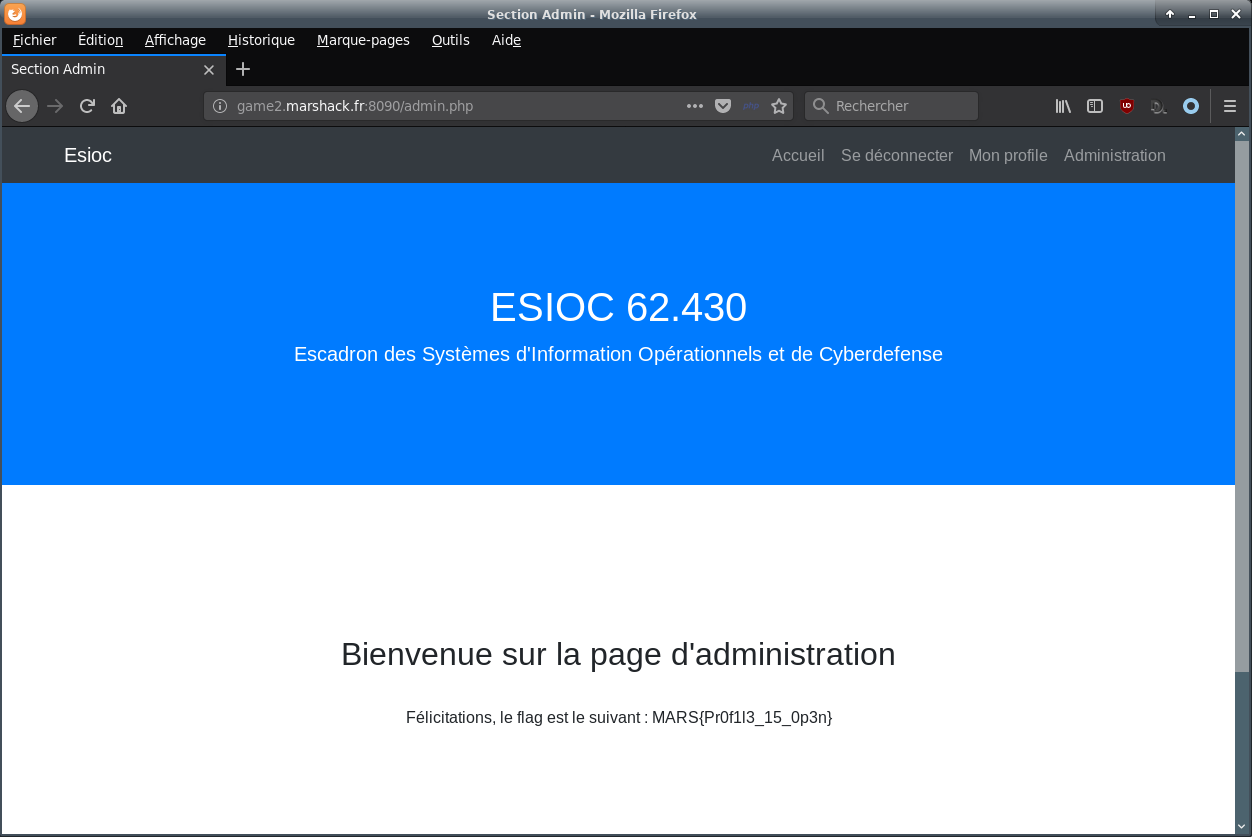 Section Admin - Mozilla Firefox
Fichier Édition Affichage Historique Marque-pages Outils Aide
Section Admin
game2.marshack.fr:8090/admin.php php Rechercher
Esioc Accueil Se déconnecter Mon profile Administration
ESIOC 62.430
Escadron des Systèmes d'Information Opérationnels et de Cyberdefense
Bienvenue sur la page d'administration
Félicitations, le flag est le suivant : MARS{Pr0f1l3_15_0p3n}